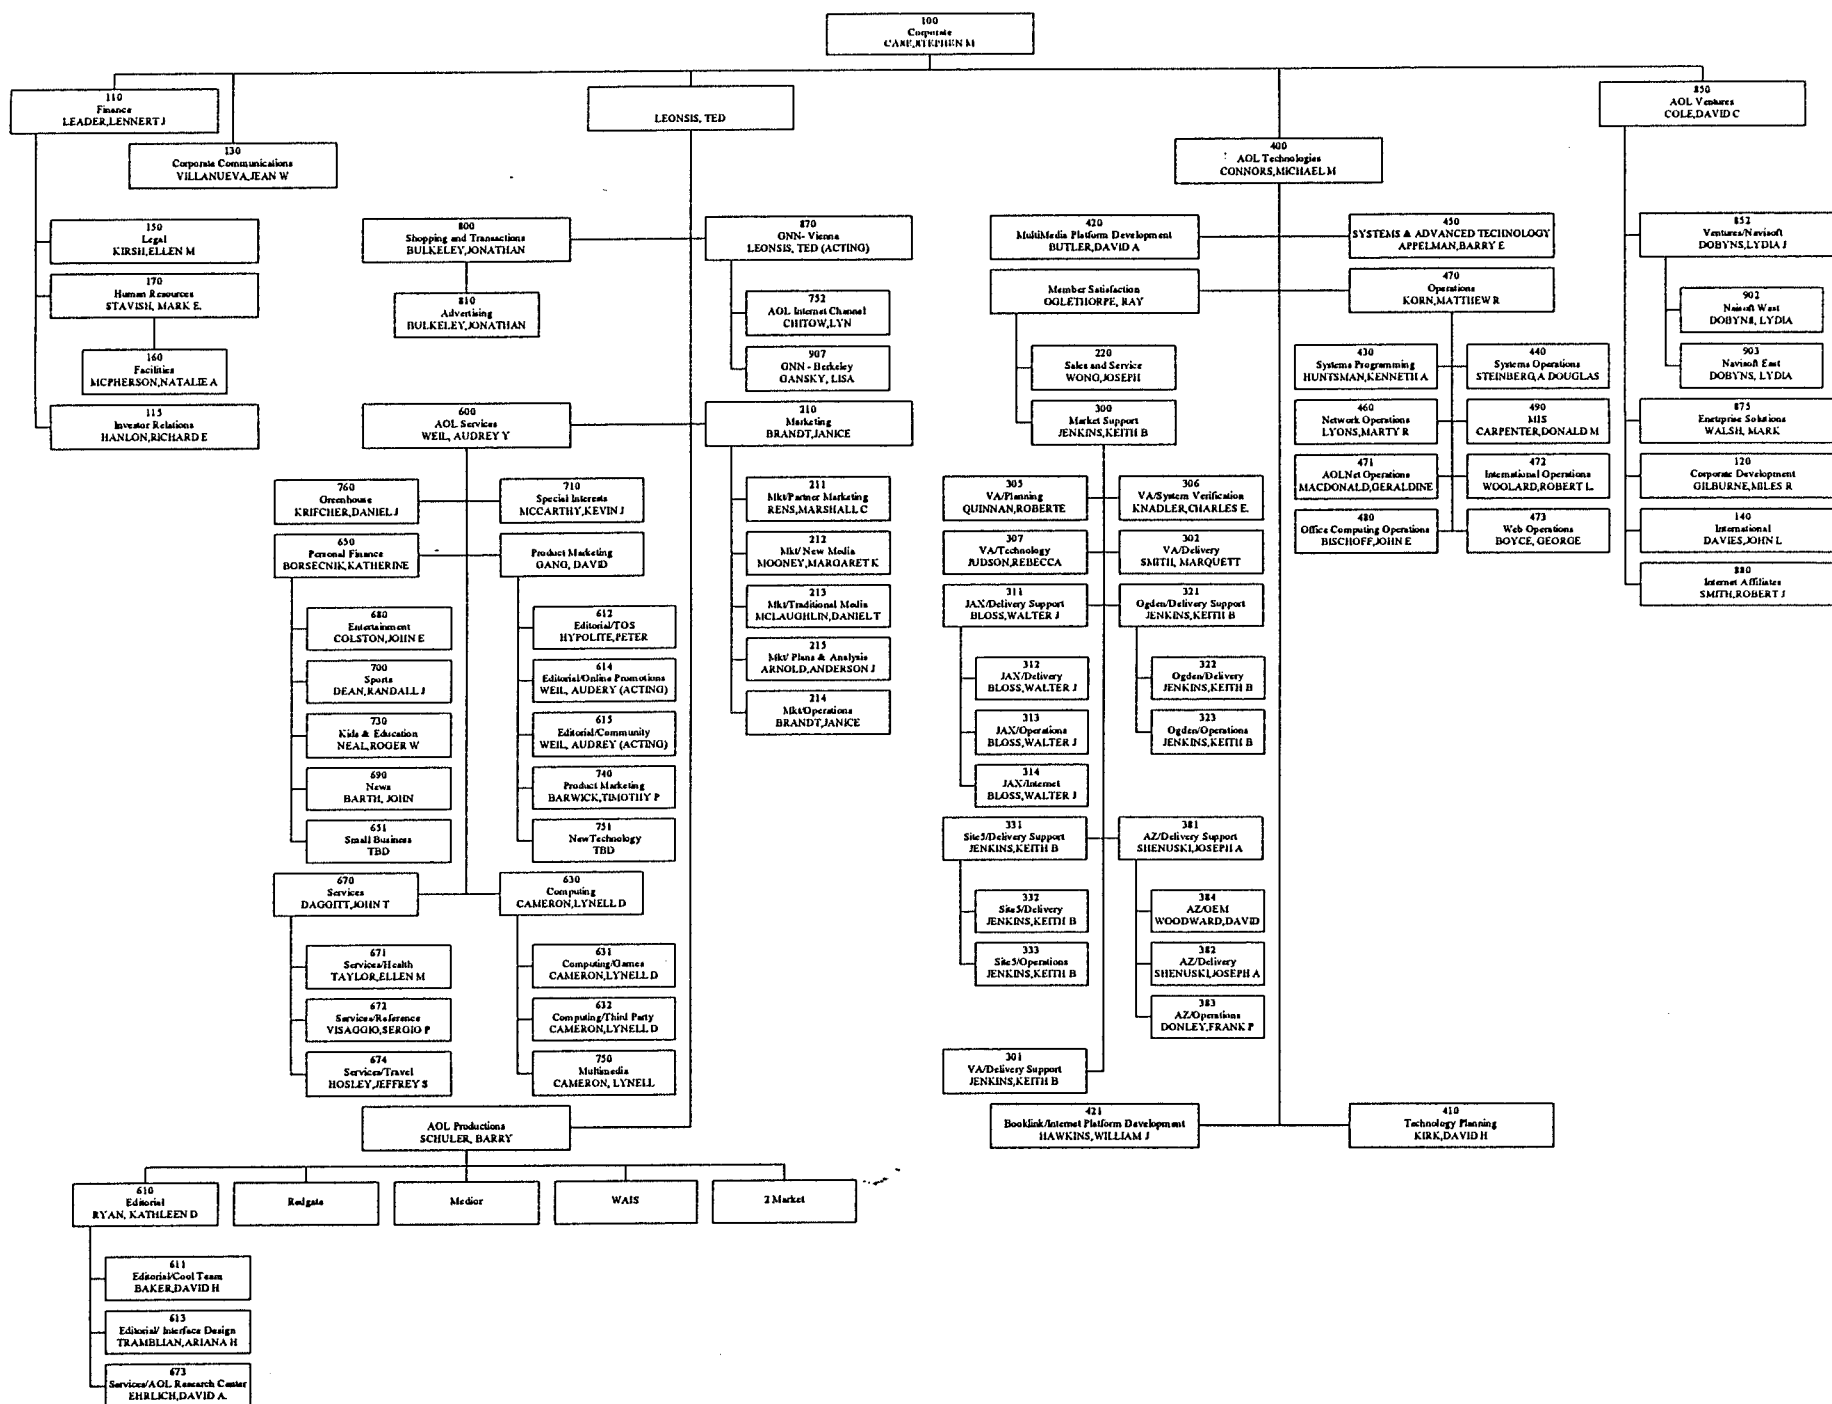 100
Corporate
CASE,STEPHEN M
110
Finance
LEADER,LENNERT J
130
Corporate Communications
VILLANUEVA,JEAN W
LEONSIS, TED
400
AOL Technologies
CONNORS,MICHAEL M
850
AOL Ventures
COLE,DAVID C
150
Legal
KIRSH,ELLEN M
170
Human Resources
STAVISH, MARK E.
160
Facilities
MCPHERSON,NATALIE A
115
Investor Relations
HANLON,RICHARD E
800
Shopping and Transactions
BULKELEY,JONATHAN
810
Advertising
BULKELEY,JONATHAN
870
GNN- Vienna
LEONSIS, TED (ACTING)
752
AOL Internet Channel
CHITOW,LYN
907
GNN - Berkeley
GANSKY, LISA
600
AOL Services
WEIL, AUDREY Y
210
Marketing
BRANDT,JANICE
211
Mkt/Partner Marketing
RENS,MARSHALL C
212
Mkt/ New Media
MOONEY,MARGARET K
213
Mkt/Traditional Media
MCLAUGHLIN,DANIEL T
215
Mkt/ Plans & Analysis
ARNOLD,ANDERSON J
214
Mkt/Operations
BRANDT,JANICE
760
Greenhouse
KRIFCHER,DANIEL J
710
Special Interests
MCCARTHY,KEVIN J
650
Personal Finance
BORSECNIK,KATHERINE
Product Marketing
GANG, DAVID
680
Entertainment
COLSTON,JOHN E
700
Sports
DEAN,RANDALL J
730
Kids & Education
NEAL,ROGER W
690
News
BARTH, JOHN
651
Small Business
TBD
612
Editorial/TOS
HYPOLITE,PETER
614
Editorial/Online Promotions
WEIL, AUDERY (ACTING)
615
Editorial/Community
WEIL, AUDREY (ACTING)
740
Product Marketing
BARWICK,TIMOTHY P
751
New Technology
TBD
670
Services
DAGGITT,JOHN T
630
Computing
CAMERON,LYNELL D
671
Services/Health
TAYLOR,ELLEN M
672
Services/Reference
VISAGGIO,SERGIO P
674
Services/Travel
HOSLEY,JEFFREY S
631
Computing/Games
CAMERON,LYNELL D
632
Computing/Third Party
CAMERON,LYNELL D
750
Multimedia
CAMERON, LYNELL
AOL Productions
SCHULER, BARRY
610
Editorial
RYAN, KATHLEEN D
Redgate
Medior
WAIS
2 Market
611
Editorial/Cool Team
BAKER,DAVID H
613
Editorial/ Interface Design
TRAMBLIAN,ARIANA H
673
Services/AOL Research Center
EHRLICH,DAVID A.
420
MultiMedia Platform Development
BUTLER,DAVID A
450
SYSTEMS & ADVANCED TECHNOLOGY
APPELMAN,BARRY E
Member Satisfaction
OGLETHORPE, RAY
470
Operations
KORN,MATTHEW R
220
Sales and Service
WONG,JOSEPH
300
Market Support
JENKINS,KEITH B
430
Systems Programming
HUNTSMAN,KENNETH A
440
Systems Operations
STEINBERG,A DOUGLAS
460
Network Operations
LYONS,MARTY R
490
MIS
CARPENTER,DONALD M
471
AOLNet Operations
MACDONALD,GERALDINE
472
International Operations
WOOLARD,ROBERT L.
480
Office Computing Operations
BISCHOFF,JOHN E
473
Web Operations
BOYCE, GEORGE
305
VA/Planning
QUINNAN,ROBERTE
306
VA/System Verification
KNADLER,CHARLES E.
307
VA/Technology
JUDSON,REBECCA
302
VA/Delivery
SMITH, MARQUETT
311
JAX/Delivery Support
BLOSS,WALTER J
321
Ogden/Delivery Support
JENKINS,KEITH B
312
JAX/Delivery
BLOSS,WALTER J
313
JAX/Operations
BLOSS,WALTER J
314
JAX/Internet
BLOSS,WALTER J
322
Ogden/Delivery
JENKINS,KEITH B
323
Ogden/Operations
JENKINS,KEITH B
331
Site5/Delivery Support
JENKINS,KEITH B
381
AZ/Delivery Support
SHENUSKI,JOSEPH A
332
Site5/Delivery
JENKINS,KEITH B
333
Site5/Operations
JENKINS,KEITH B
384
AZ/OEM
WOODWARD,DAVID
382
AZ/Delivery
SHENUSKI,JOSEPH A
383
AZ/Operations
DONLEY,FRANK P
301
VA/Delivery Support
JENKINS,KEITH B
421
Booklink/Internet Platform Development
HAWKINS,WILLIAM J
410
Technology Planning
KIRK,DAVID H
852
Ventures/Navisoft
DOBYNS,LYDIA J
902
Naisoft West
DOBYNS, LYDIA
903
Navisoft East
DOBYNS, LYDIA
875
Enetrprise Solutions
WALSH, MARK
120
Corporate Development
GILBURNE,MILES R
140
International
DAVIES,JOHN L
880
Internet Affiliates
SMITH,ROBERT J